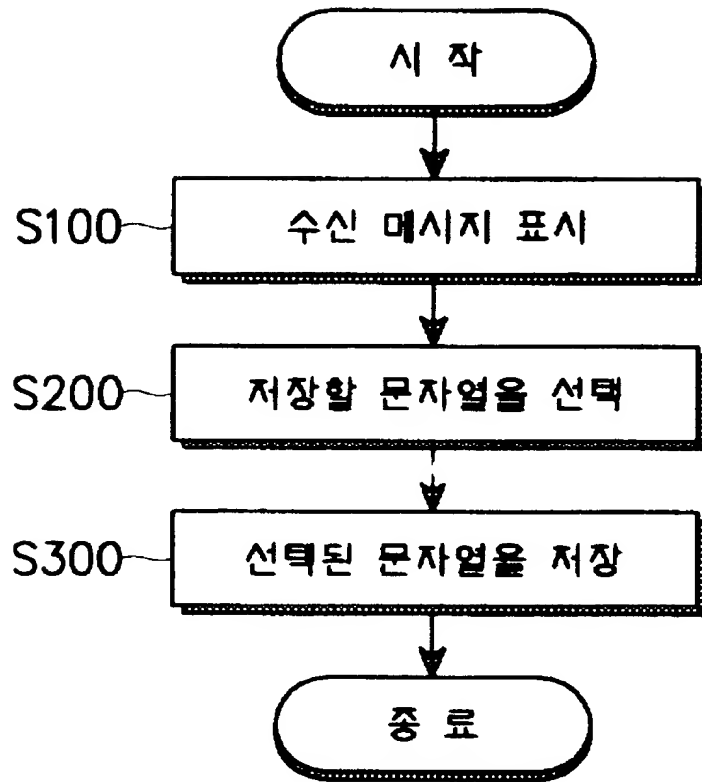 시 작
S100 수신 메시지 표시
S200 저장할 문자열을 선택
S300 선택된 문자열을 저장
종 료